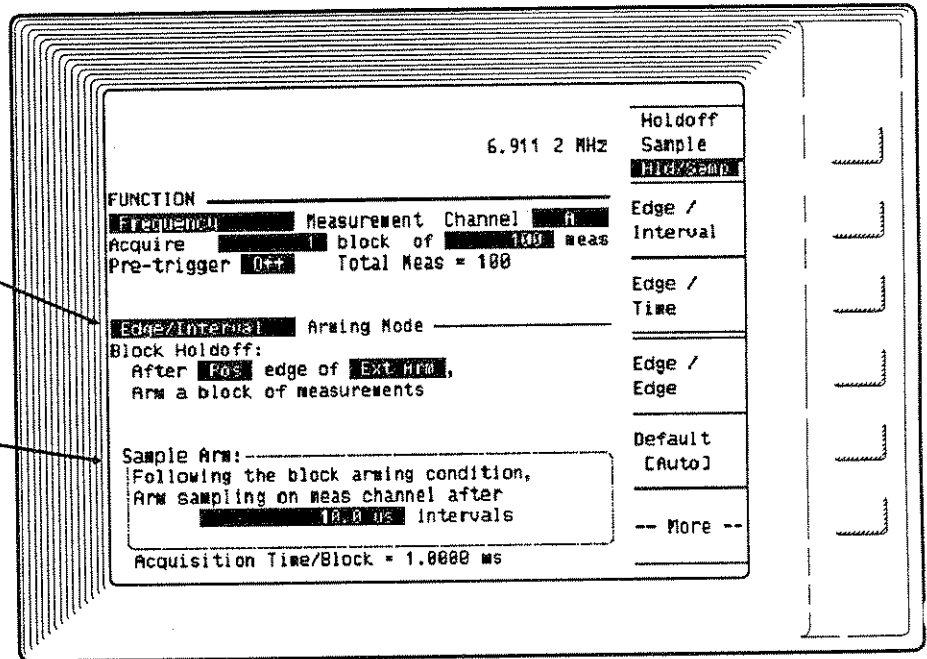 6.911 2 MHz
FUNCTION
Frequency Measurement Channel A
Acquire 1 block of 100 meas
Pre-trigger Off Total Meas = 100
Edge/Interval Arming Mode
Block Holdoff:
After Pos edge of Ext Arm,
Arm a block of measurements
Sample Arm:
Following the block arming condition,
Arm sampling on meas channel after
10.0 us intervals
Acquisition Time/Block = 1.0000 ms
Holdoff
Sample
Hld/Samp
Edge /
Interval
Edge /
Time
Edge /
Edge
Default
[Auto]
-- More --